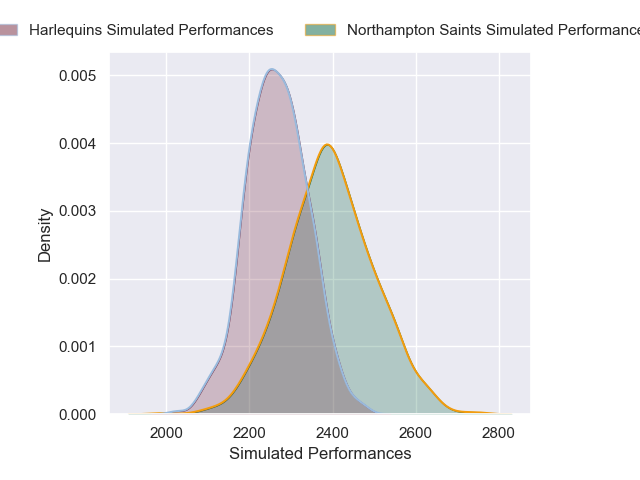 Harlequins Simulated Performances Northampton Saints Simulated Performance
0.005
0.004
0.003
0.002
0.001
0.000
Density
2000 2200 2400 2600 2800
Simulated Performances